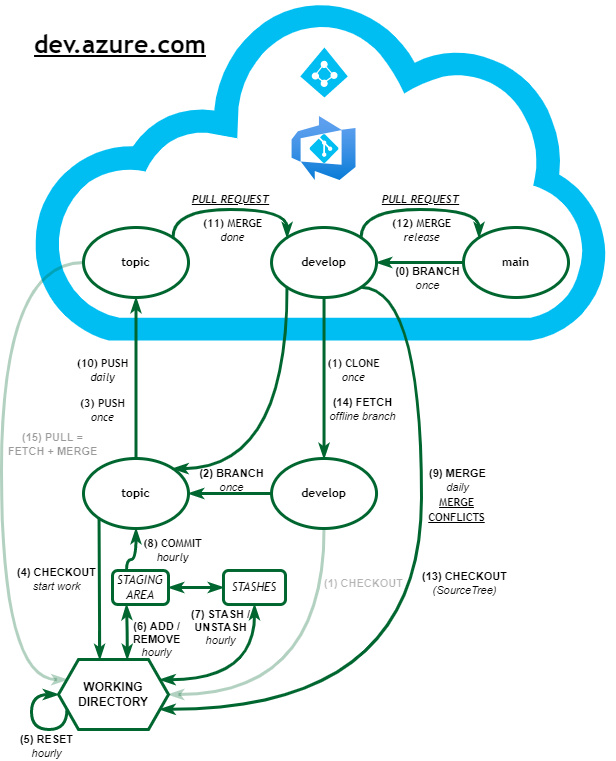 dev.azure.com
PULL REQUEST
PULL REQUEST
(11) MERGE
done
(12) MERGE
release
topic
develop
main
(0) BRANCH
once
(10) PUSH
daily
(1) CLONE
once
(3) PUSH
once
(14) FETCH
offline branch
(15) PULL =
FETCH + MERGE
(2) BRANCH
once
(9) MERGE
daily
MERGE
CONFLICTS
topic
develop
(8) COMMIT
hourly
(4) CHECKOUT
start work
STAGING
AREA
STASHES
(1) CHECKOUT
(13) CHECKOUT
(SourceTree)
(6) ADD /
REMOVE
hourly
(7) STASH /
UNSTASH
hourly
WORKING
DIRECTORY
(5) RESET
hourly